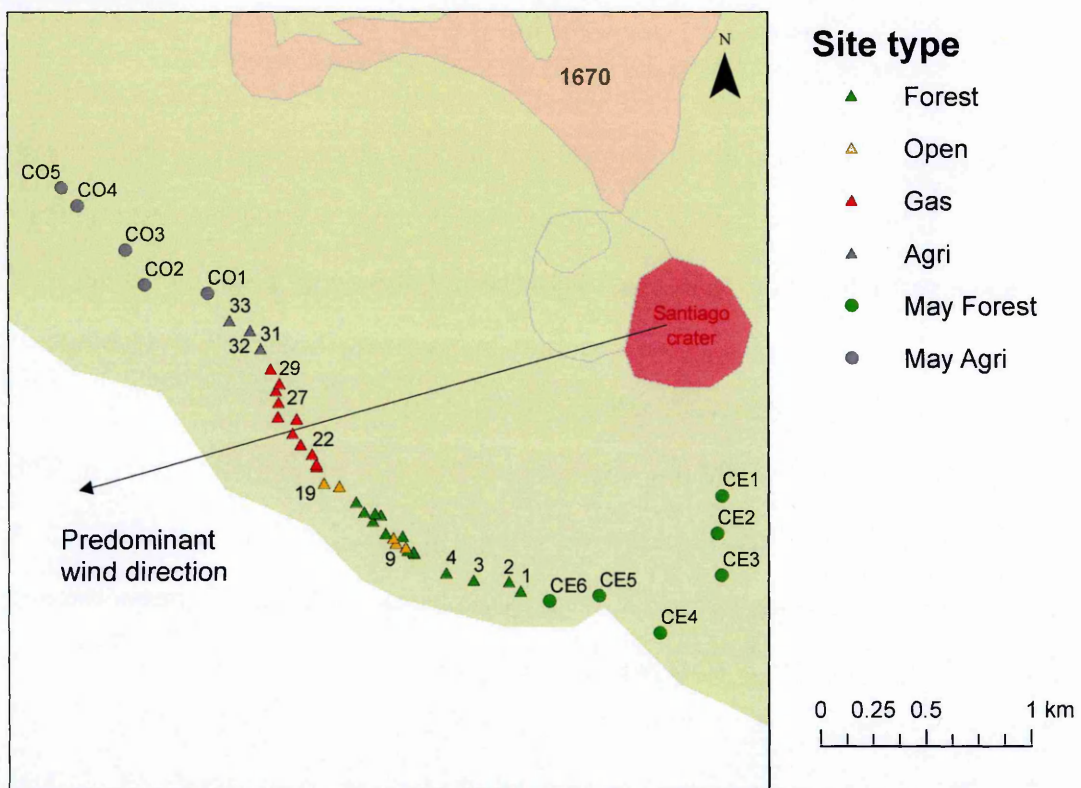 N
1670
CO5
CO4
CO3
CO2
CO1
33
31
32
29
27
22
19
9
4
3
2
1
Santiago
crater
CE1
CE2
CE3
CE4
CE5
CE6
Predominant
wind direction
Site type
Forest
Open
Gas
Agri
May Forest
May Agri
0 0.25 0.5 1 km